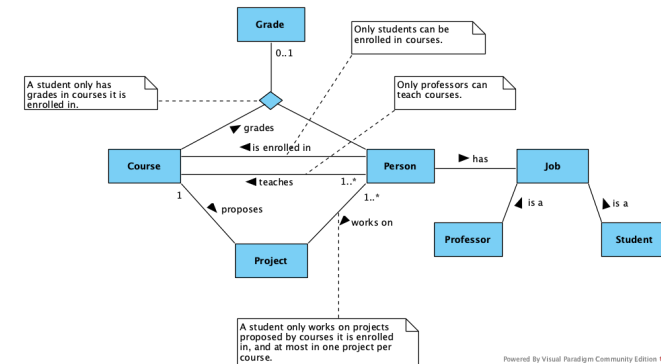 Grade
0..1
Only students can be
enrolled in courses.
A student only has
grades in courses it is
enrolled in.
Only professors can
teach courses.
grades
is enrolled in
Course
Person
has
Job
teaches
1..*
1
1..*
proposes
works on
is a
is a
Professor
Student
Project
A student only works on projects
proposed by courses it is enrolled
in, and at most in one project per
course.
Powered By Visual Paradigm Community Edition